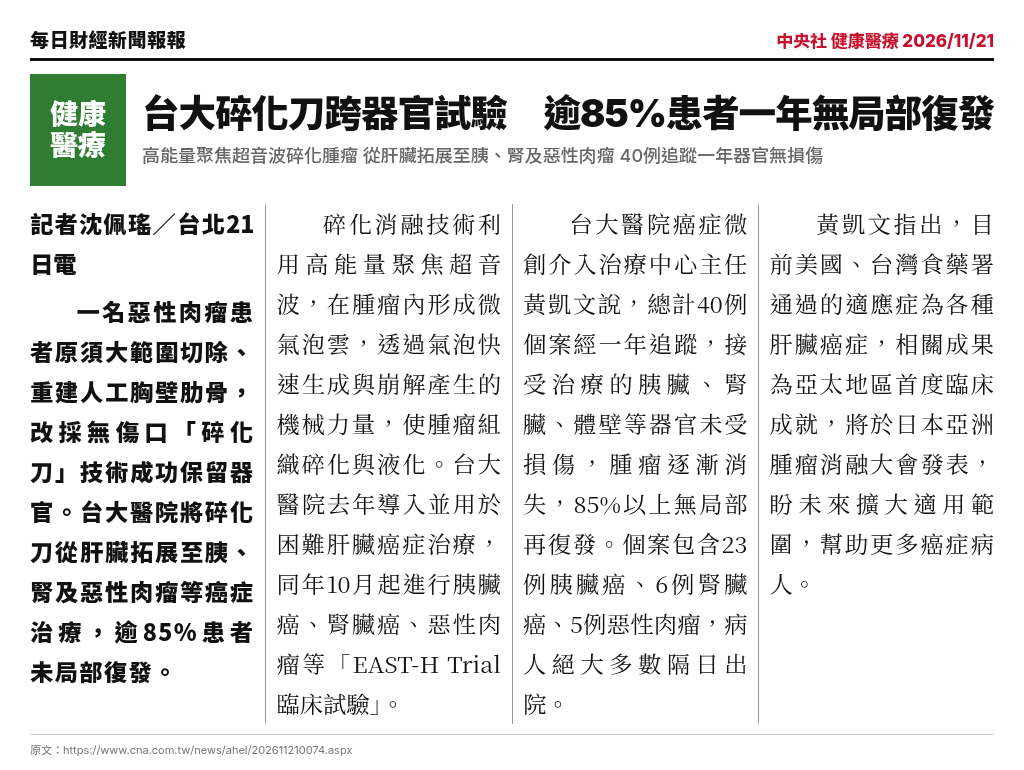 每日財經新聞報報
中央社 健康醫療 2026/11/21
健康
醫療
台大碎化刀跨器官試驗　逾85%患者一年無局部復發
高能量聚焦超音波碎化腫瘤 從肝臟拓展至胰、腎及惡性肉瘤 40例追蹤一年器官無損傷
記者沈佩瑤／台北21
日電
一名惡性肉瘤患
者原須大範圍切除、
重建人工胸壁肋骨，
改採無傷口「碎化
刀」技術成功保留器
官。台大醫院將碎化
刀從肝臟拓展至胰、
腎及惡性肉瘤等癌症
治療，逾85%患者
未局部復發。
碎化消融技術利
用高能量聚焦超音
波，在腫瘤內形成微
氣泡雲，透過氣泡快
速生成與崩解產生的
機械力量，使腫瘤組
織碎化與液化。台大
醫院去年導入並用於
困難肝臟癌症治療，
同年10月起進行胰臟
癌、腎臟癌、惡性肉
瘤等「EAST-H Trial
臨床試驗」。
台大醫院癌症微
創介入治療中心主任
黃凱文說，總計40例
個案經一年追蹤，接
受治療的胰臟、腎
臟、體壁等器官未受
損傷，腫瘤逐漸消
失，85%以上無局部
再復發。個案包含23
例胰臟癌、6例腎臟
癌、5例惡性肉瘤，病
人絕大多數隔日出
院。
黃凱文指出，目
前美國、台灣食藥署
通過的適應症為各種
肝臟癌症，相關成果
為亞太地區首度臨床
成就，將於日本亞洲
腫瘤消融大會發表，
盼未來擴大適用範
圍，幫助更多癌症病
人。
原文：https://www.cna.com.tw/news/ahel/202611210074.aspx